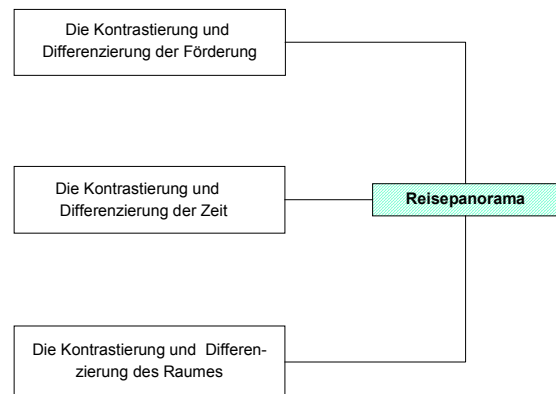 Die Kontrastierung und
Differenzierung der Förderung
Die Kontrastierung und
Differenzierung der Zeit
Reisepanorama
Die Kontrastierung und Differen-
zierung des Raumes